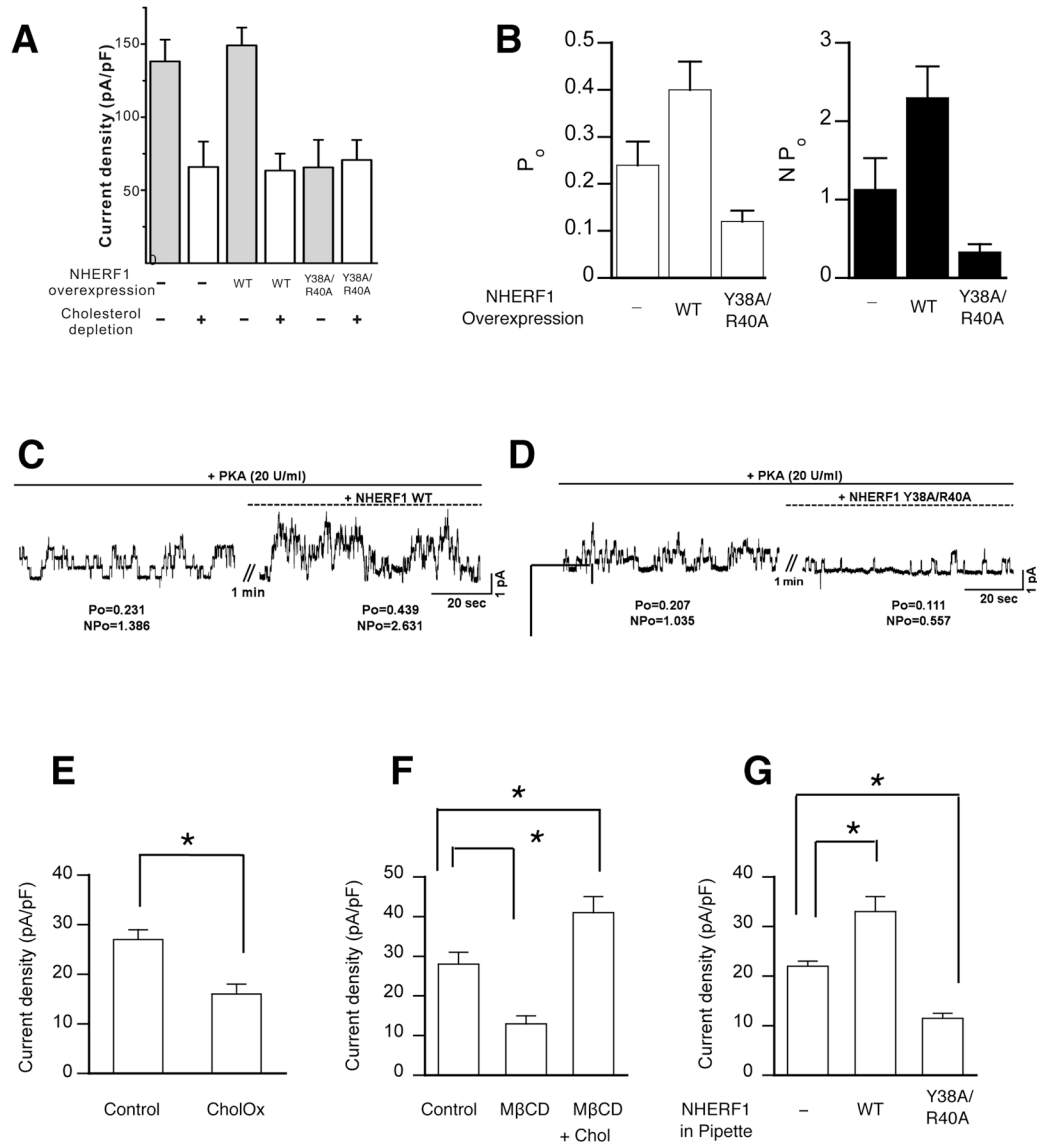 A
Current density (pA/pF)
150
100
50
0
NHERF1 overexpression
– – WT WT Y38A/R40A Y38A/R40A
Cholesterol depletion
– + – + – +
B
P o
0.5
0.4
0.3
0.2
0.1
0
N P o
3
2
1
0
NHERF1
Overexpression
– WT Y38A/R40A
– WT Y38A/R40A
C
+ PKA (20 U/ml)
+ NHERF1 WT
//
1 min
1 pA
20 sec
Po=0.231
NPo=1.386
Po=0.439
NPo=2.631
D
+ PKA (20 U/ml)
+ NHERF1 Y38A/R40A
//
1 min
1 pA
20 sec
Po=0.207
NPo=1.035
Po=0.111
NPo=0.557
E
*
Current density (pA/pF)
40
30
20
10
0
Control CholOx
F
*
*
Current density (pA/pF)
50
40
30
20
10
0
Control MβCD MβCD
+ Chol
G
*
*
Current density (pA/pF)
40
30
20
10
0
NHERF1
in Pipette
– WT Y38A/
R40A